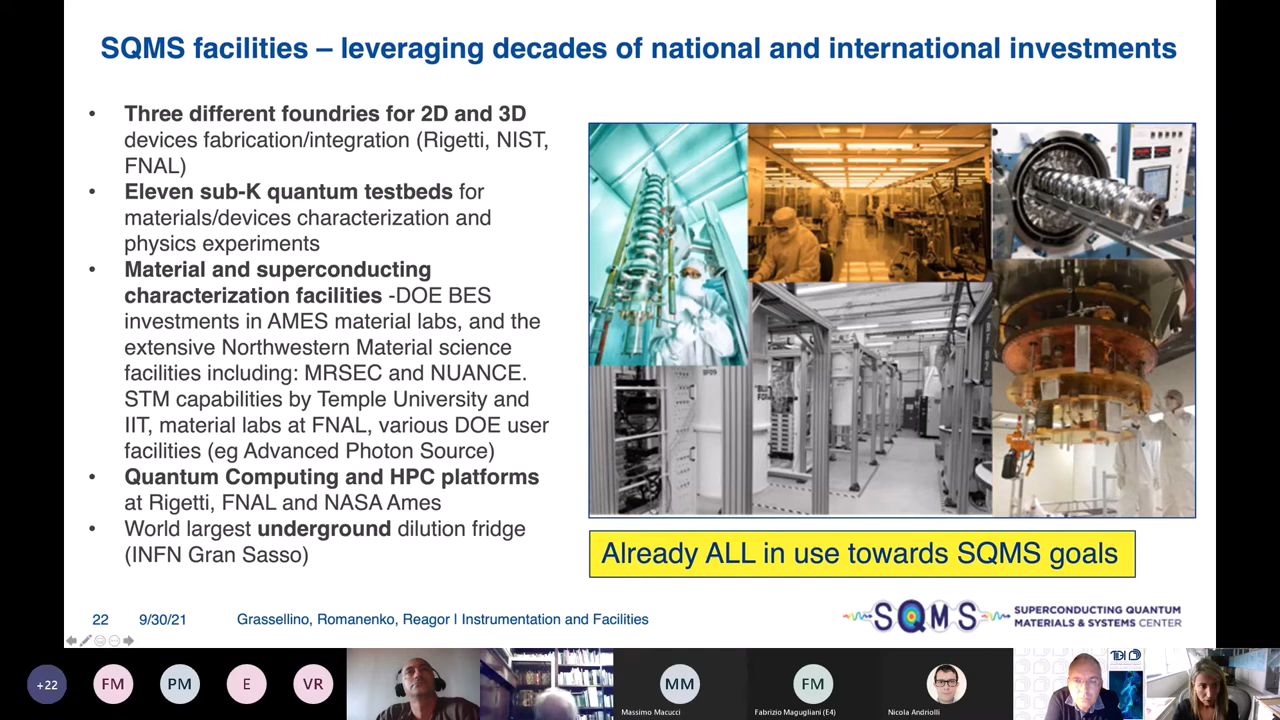 SQMS facilities – leveraging decades of national and international investments
• Three different foundries for 2D and 3D
devices fabrication/integration (Rigetti, NIST,
FNAL)
• Eleven sub-K quantum testbeds for
materials/devices characterization and
physics experiments
• Material and superconducting
characterization facilities -DOE BES
investments in AMES material labs, and the
extensive Northwestern Material science
facilities including: MRSEC and NUANCE.
STM capabilities by Temple University and
IIT, material labs at FNAL, various DOE user
facilities (eg Advanced Photon Source)
• Quantum Computing and HPC platforms
at Rigetti, FNAL and NASA Ames
• World largest underground dilution fridge
(INFN Gran Sasso)
Already ALL in use towards SQMS goals
22
9/30/21
Grassellino, Romanenko, Reagor | Instrumentation and Facilities
SQMS
SUPERCONDUCTING QUANTUM
MATERIALS & SYSTEMS CENTER
+22
FM
PM
E
VR
MM
Massimo Macucci
FM
Fabrizio Magugliani (E4)
Nicola Andriolli